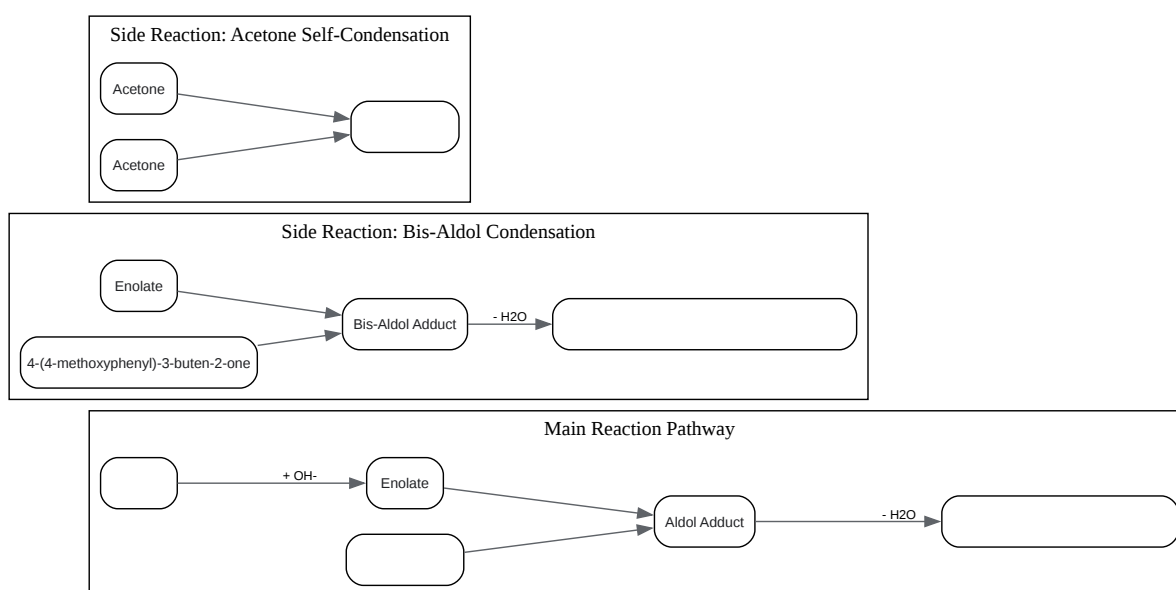 Side Reaction: Acetone Self-Condensation
Acetone
Acetone
Side Reaction: Bis-Aldol Condensation
Enolate
Bis-Aldol Adduct
- H2O
4-(4-methoxyphenyl)-3-buten-2-one
Main Reaction Pathway
+ OH-
Enolate
Aldol Adduct
- H2O